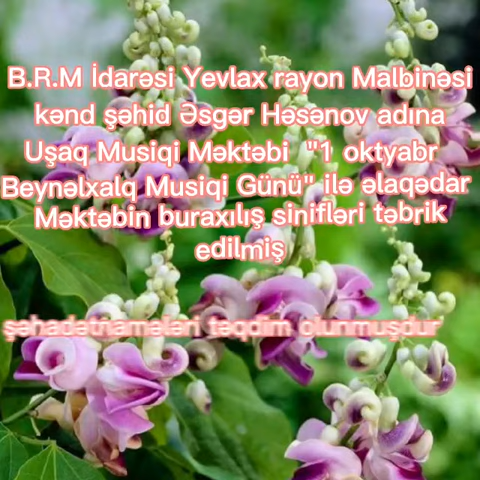 B.R.M İdarəsi Yevlax rayon Malbinəsi
kənd şəhid Əsgər Həsənov adına
Uşaq Musiqi Məktəbi "1 oktyabr
Beynəlxalq Musiqi Günü" ilə əlaqədar
Məktəbin buraxılış sinifləri təbrik
edilmiş
şəhadətnamələri təqdim olunmuşdur